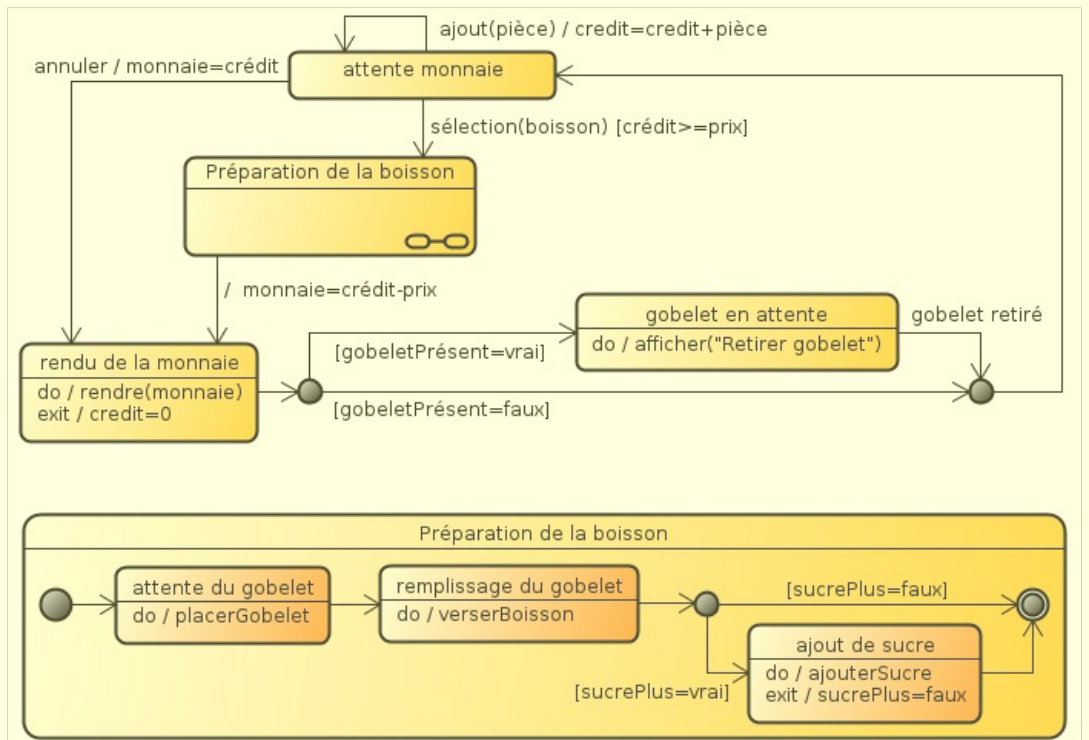 ajout(pièce) / credit=credit+pièce
annuler / monnaie=crédit
attente monnaie
sélection(boisson) [crédit>=prix]
Préparation de la boisson
/ monnaie=crédit-prix
gobelet en attente
do / afficher("Retirer gobelet")
gobelet retiré
[gobeletPrésent=vrai]
rendu de la monnaie
do / rendre(monnaie)
exit / credit=0
[gobeletPrésent=faux]
Préparation de la boisson
attente du gobelet
do / placerGobelet
remplissage du gobelet
do / verserBoisson
[sucrePlus=faux]
ajout de sucre
do / ajouterSucre
exit / sucrePlus=faux
[sucrePlus=vrai]